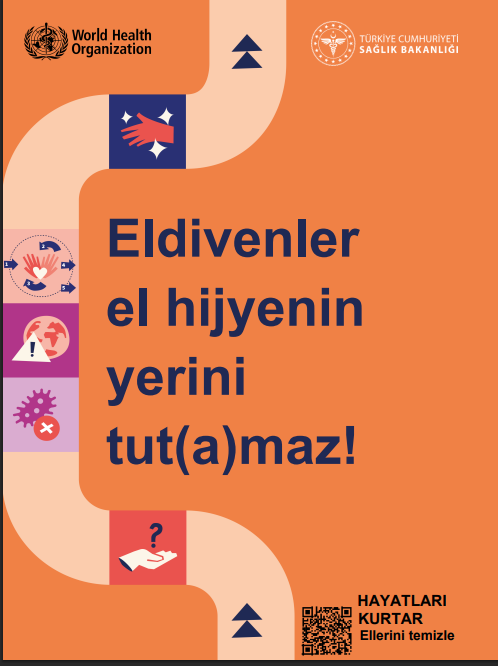 World Health
Organization
TÜRKİYE CUMHURİYETİ
SAĞLIK BAKANLIĞI
Eldivenler
el hijyenin
yerini
tut(a)maz!
HAYATLARI
KURTAR
Ellerini temizle